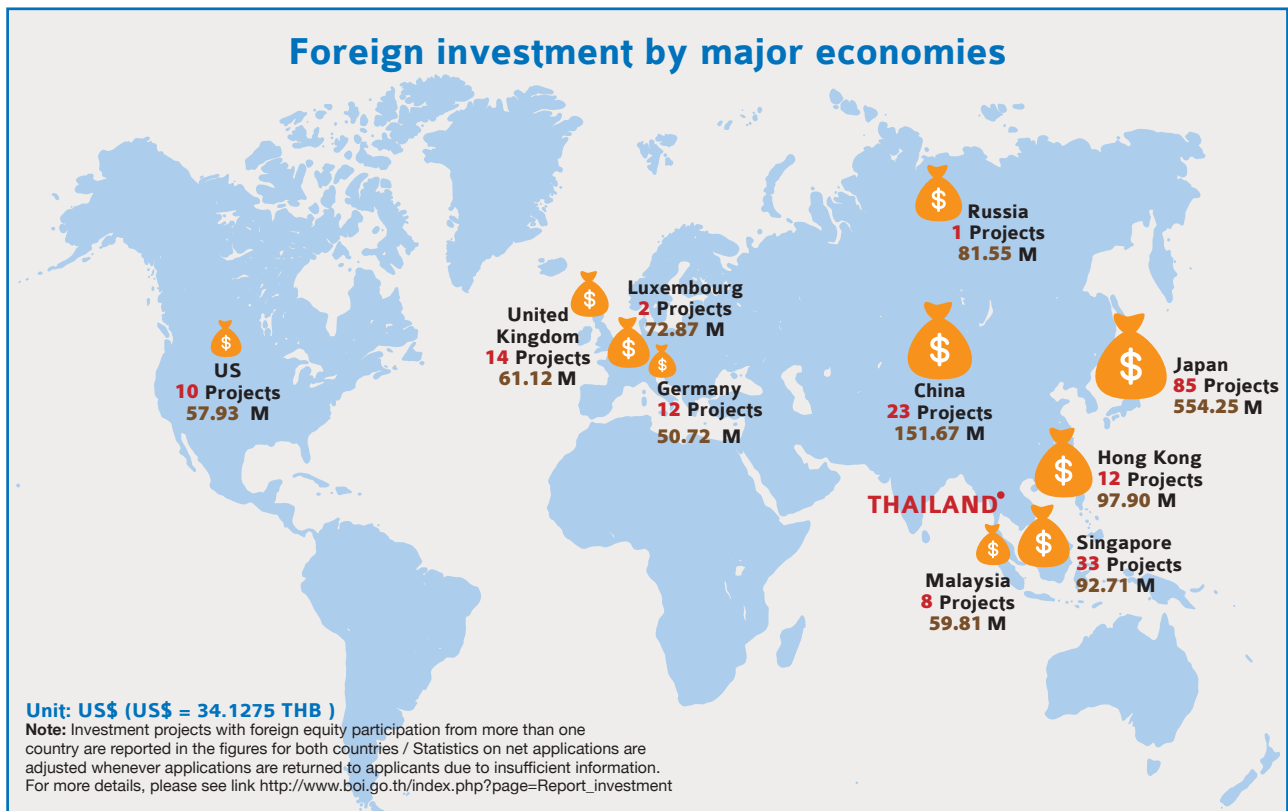 Foreign investment by major economies
Russia
1 Projects
81.55 M
Luxembourg
2 Projects
72.87 M
United
Kingdom
14 Projects
61.12 M
US
10 Projects
57.93 M
Germany
12 Projects
50.72 M
China
23 Projects
151.67 M
Japan
85 Projects
554.25 M
Hong Kong
12 Projects
97.90 M
THAILAND
Singapore
33 Projects
92.71 M
Malaysia
8 Projects
59.81 M
Unit: US$ (US$ = 34.1275 THB )
Note: Investment projects with foreign equity participation from more than one
country are reported in the figures for both countries / Statistics on net applications are
adjusted whenever applications are returned to applicants due to insufficient information.
For more details, please see link http://www.boi.go.th/index.php?page=Report_investment
$
$
$
$
$
$
$
$
$
$